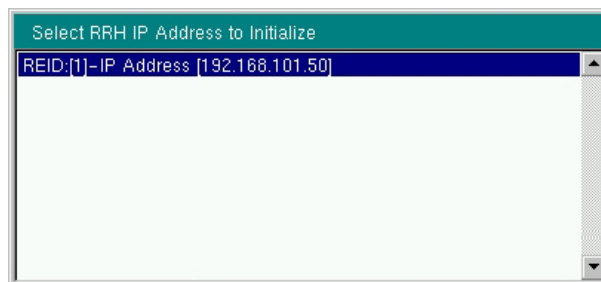 Select RRH IP Address to Initialize
REID:[1]-IP Address [192.168.101.50]